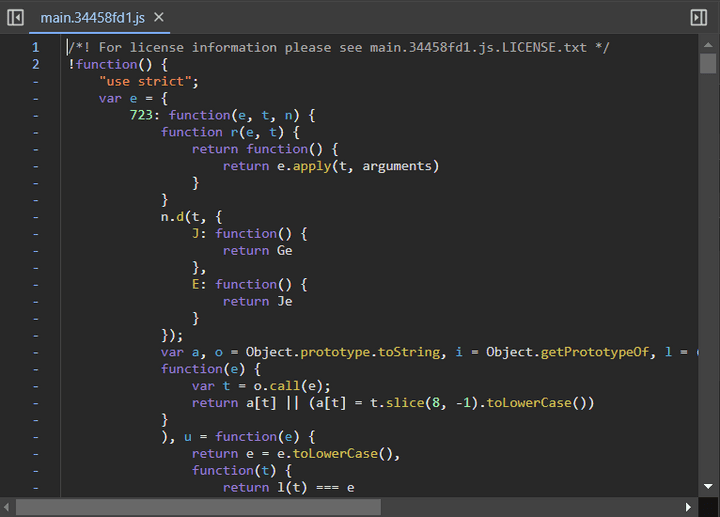 main.34458fd1.js ×
1 /*! For license information please see main.34458fd1.js.LICENSE.txt */
2 !function() {
- "use strict";
- var e = {
- 723: function(e, t, n) {
- function r(e, t) {
- return function() {
- return e.apply(t, arguments)
- }
- }
- n.d(t, {
- J: function() {
- return Ge
- },
- E: function() {
- return Je
- }
- });
- var a, o = Object.prototype.toString, i = Object.getPrototypeOf, l = (
- function(e) {
- var t = o.call(e);
- return a[t] || (a[t] = t.slice(8, -1).toLowerCase())
- }
- ), u = function(e) {
- return e = e.toLowerCase(),
- function(t) {
- return l(t) === e